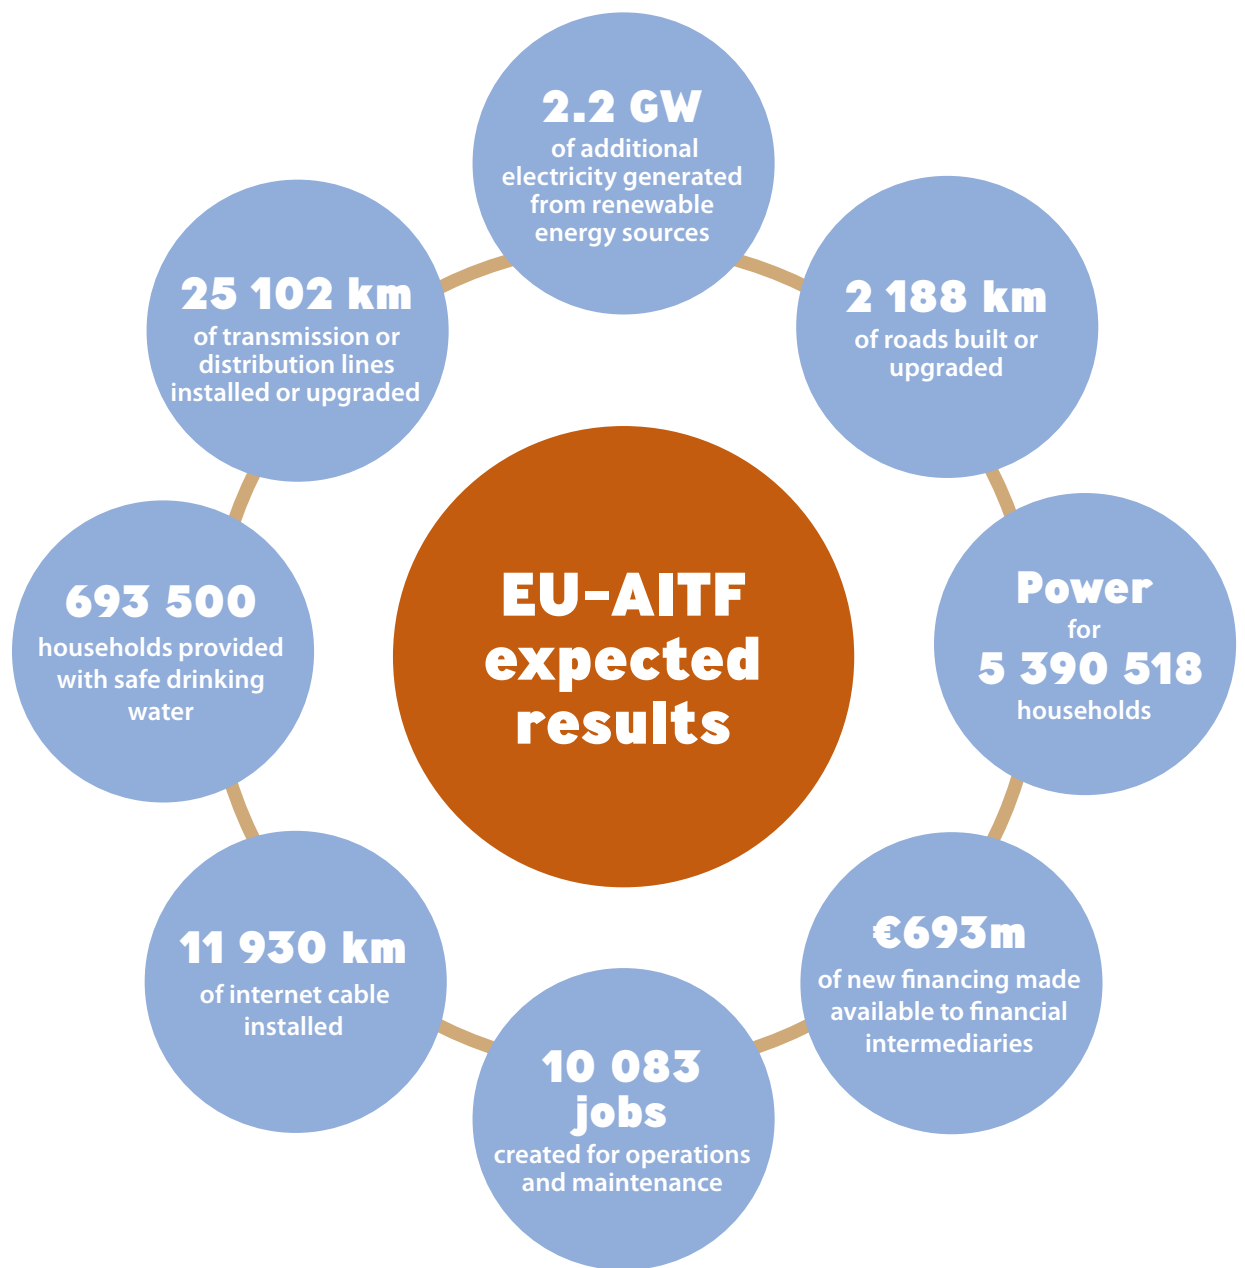 2.2 GW
of additional
electricity generated
from renewable
energy sources
2 188 km
of roads built or
upgraded
Power
for
5 390 518
households
€693m
of new financing made
available to financial
intermediaries
10 083
jobs
created for operations
and maintenance
11 930 km
of internet cable
installed
693 500
households provided
with safe drinking
water
25 102 km
of transmission or
distribution lines
installed or upgraded
EU-AITF
expected
results